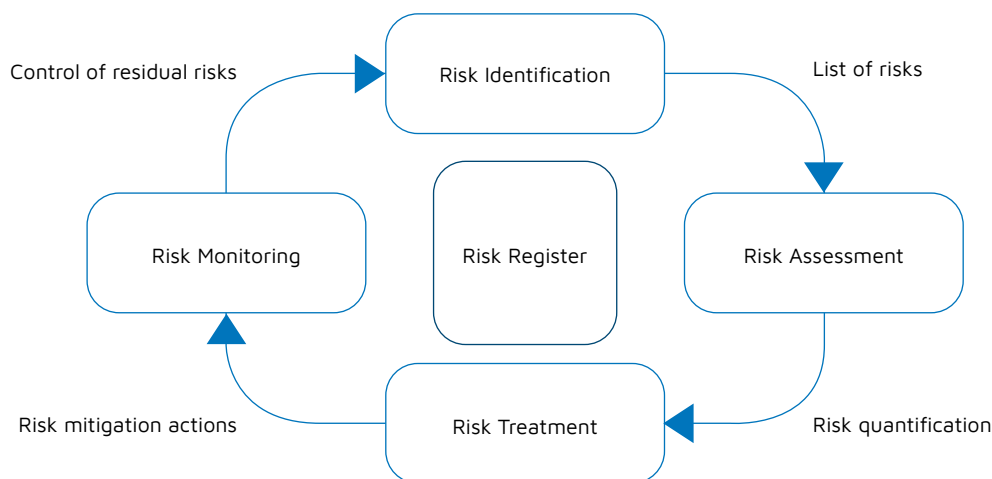 Risk Identification
Control of residual risks
List of risks
Risk Monitoring
Risk Register
Risk Assessment
Risk mitigation actions
Risk Treatment
Risk quantification